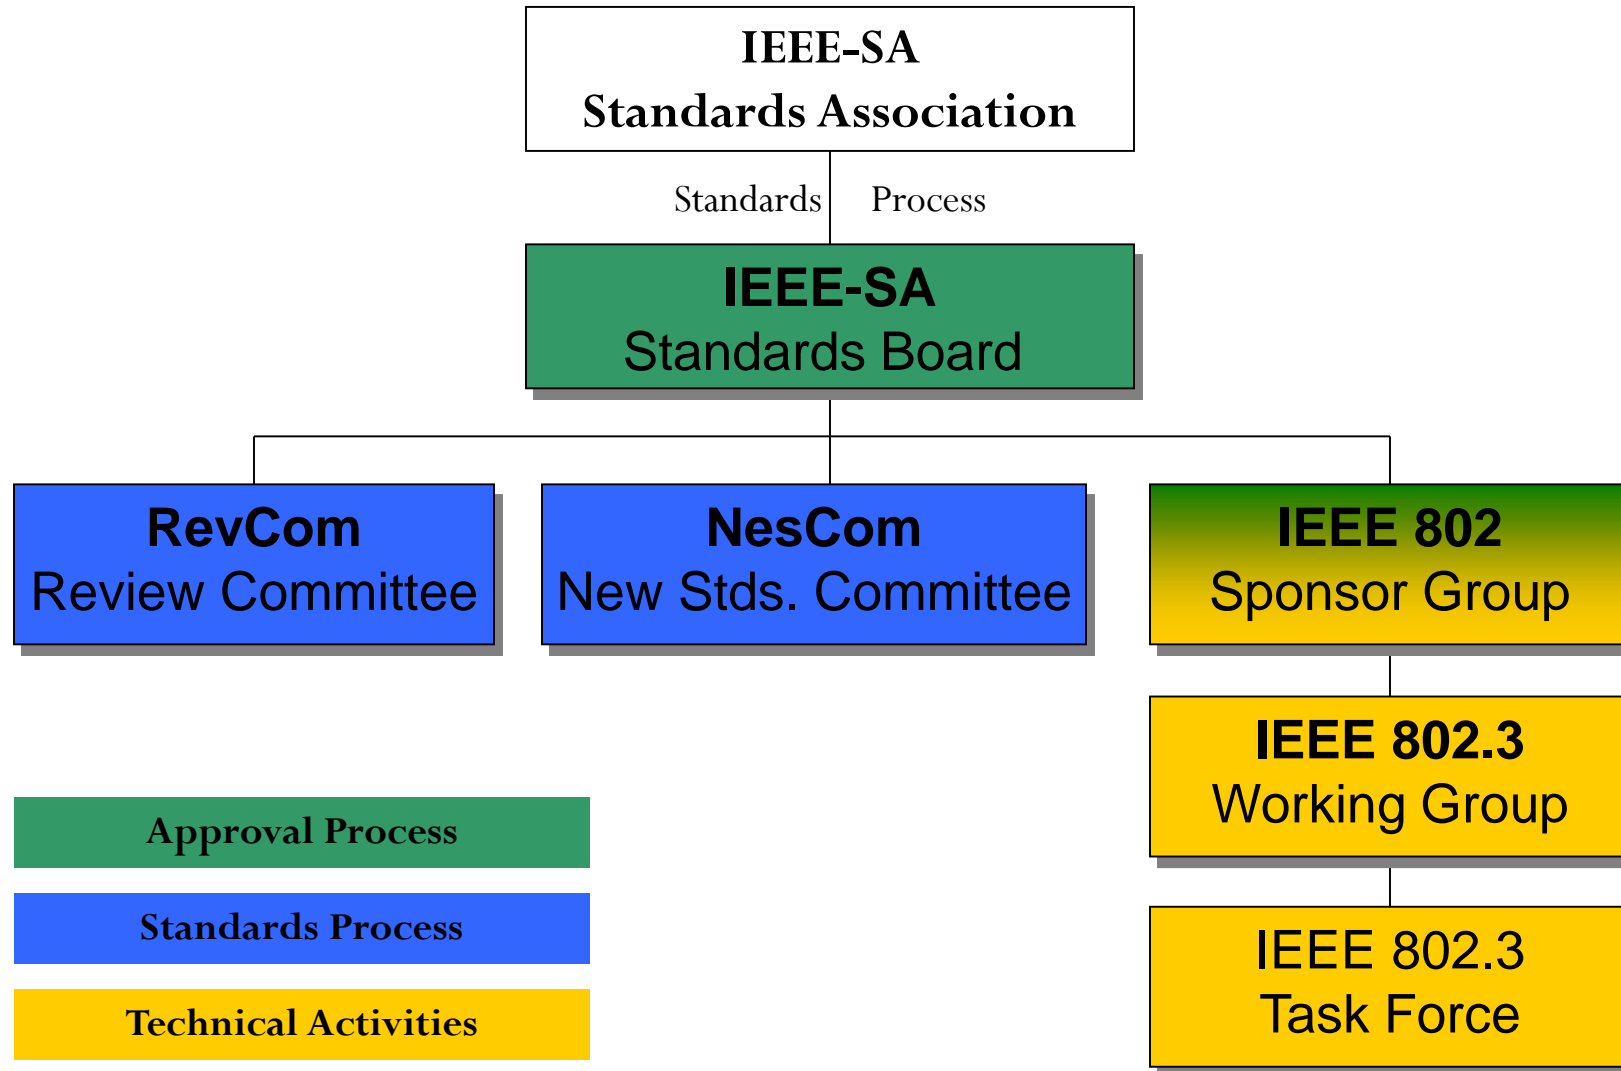 IEEE-SA
Standards Association
Standards Process
IEEE-SA
Standards Board
RevCom
Review Committee
NesCom
New Stds. Committee
IEEE 802
Sponsor Group
IEEE 802.3
Working Group
IEEE 802.3
Task Force
Approval Process
Standards Process
Technical Activities